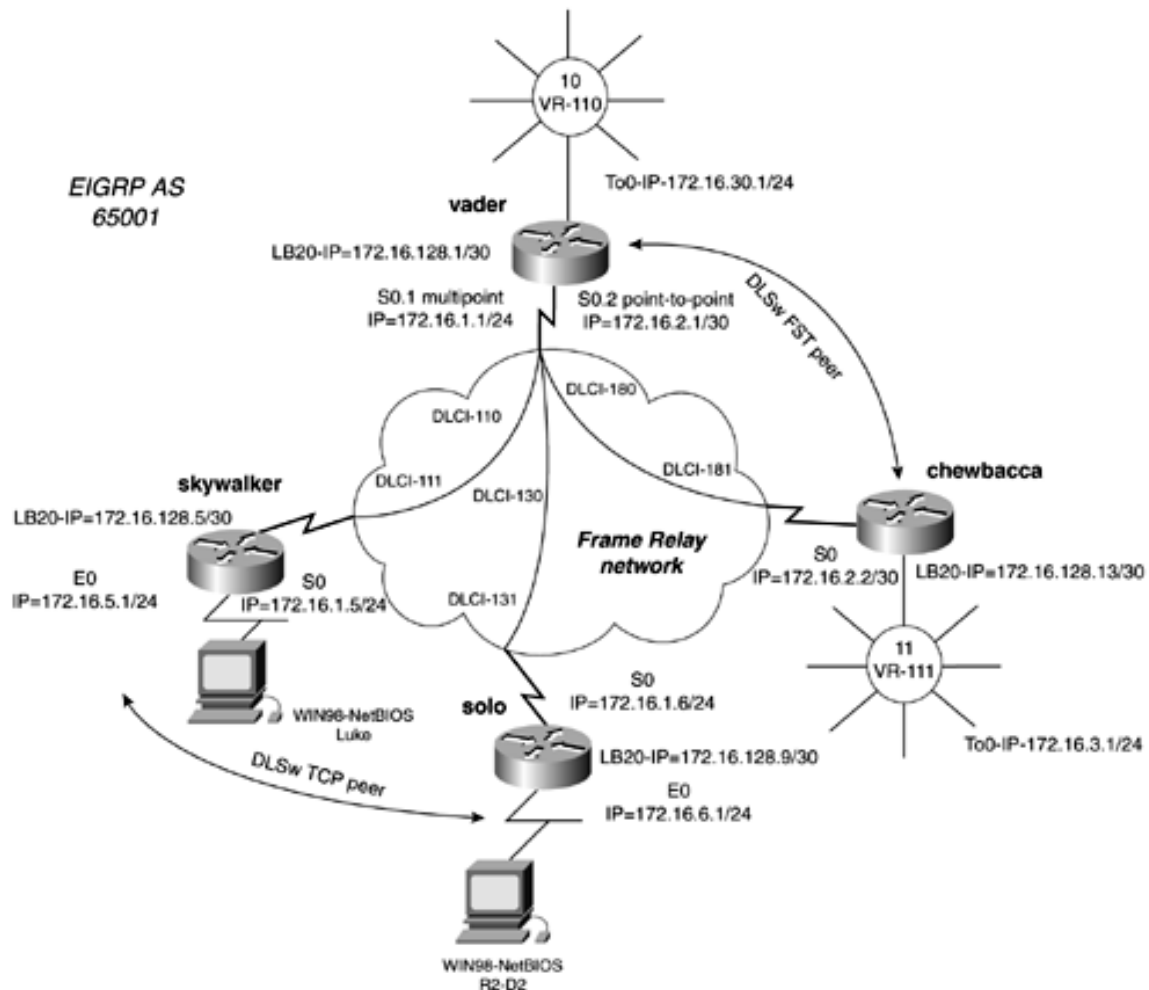 10
VR-110
EIGRP AS
65001
To0-IP-172.16.30.1/24
vader
LB20-IP=172.16.128.1/30
S0.1 multipoint
IP=172.16.1.1/24
S0.2 point-to-point
IP=172.16.2.1/30
DLSw FST peer
DLCI-180
DLCI-110
DLCI-111
DLCI-130
DLCI-181
chewbacca
skywalker
LB20-IP=172.16.128.5/30
Frame Relay
network
E0
IP=172.16.5.1/24
S0
IP=172.16.1.5/24
S0
IP=172.16.2.2/30
LB20-IP=172.16.128.13/30
DLCI-131
11
VR-111
S0
IP=172.16.1.6/24
WIN98-NetBIOS
Luke
solo
To0-IP-172.16.3.1/24
LB20-IP=172.16.128.9/30
DLSw TCP peer
E0
IP=172.16.6.1/24
WIN98-NetBIOS
R2-D2